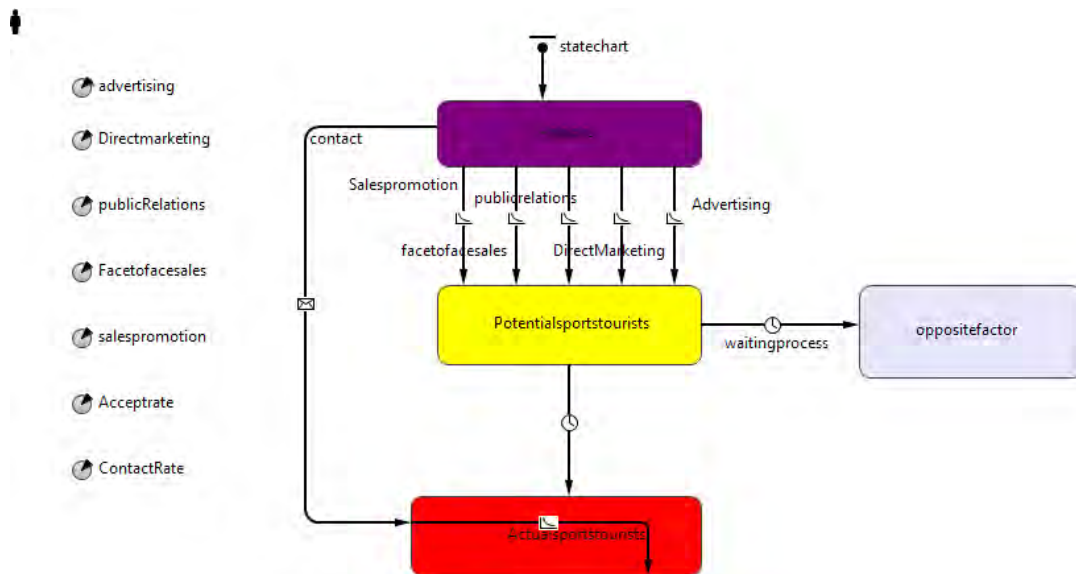 statechart
advertising
Directmarketing
contact
Salespromotion
publicrelations
publicRelations
Advertising
facetofacesales
DirectMarketing
Facetofacesales
Potentialsportstourists
oppositefactor
salespromotion
waitingprocess
Acceptrate
ContactRate
Actualsportstourists